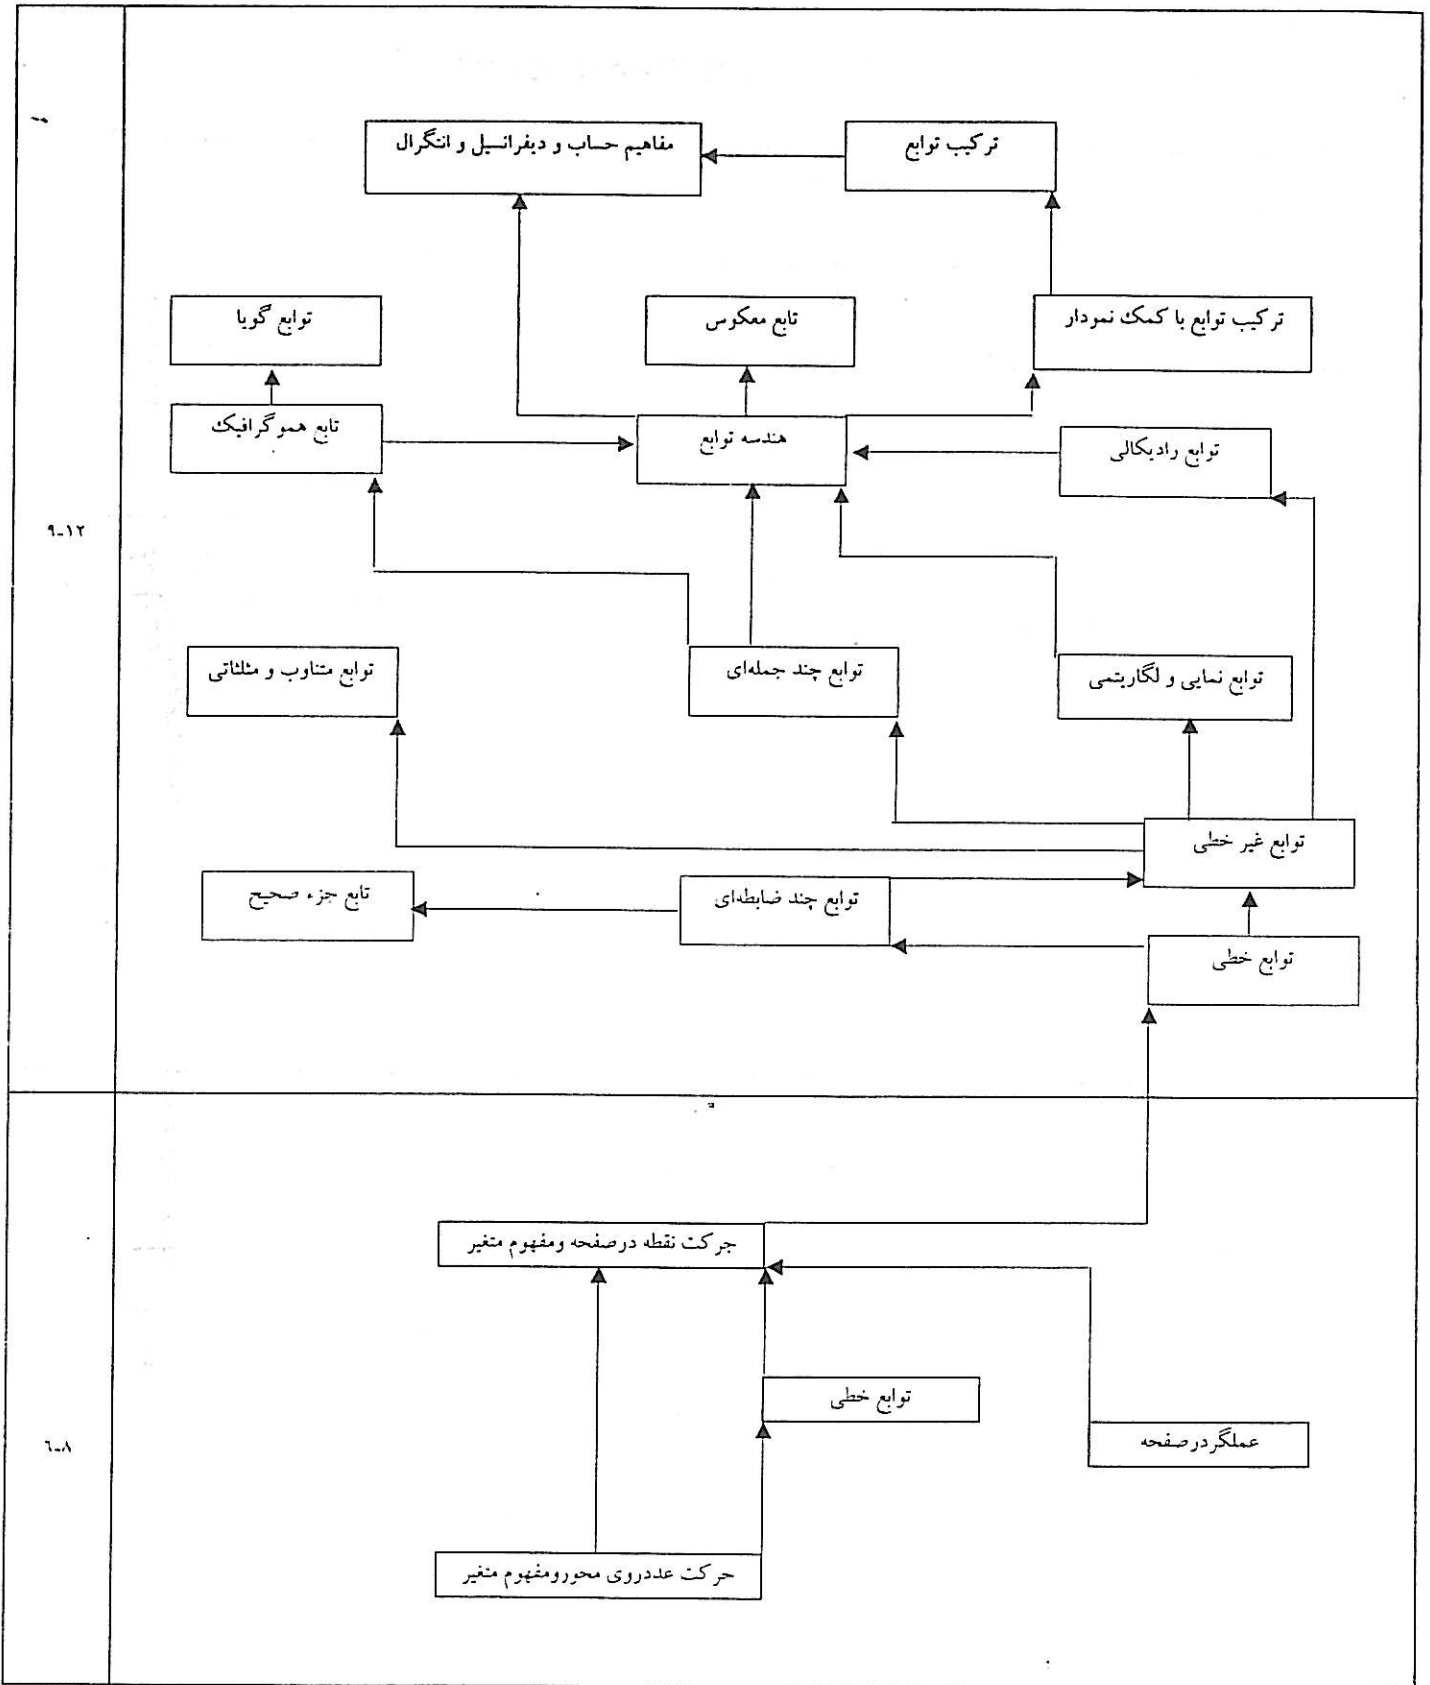 ترکیب توابع
مفاهیم حساب و دیفرانسیل و انتگرال
ترکیب توابع با کمک نمودار
تابع معکوس
توابع گویا
توابع رادیکالی
هندسه توابع
تابع هموگرافیک
۹-۱۲
توابع نمایی و لگاریتمی
توابع چند جمله‌ای
توابع متناوب و مثلثاتی
توابع غیر خطی
توابع چند ضابطه‌ای
تابع جزء صحیح
توابع خطی
جرکت نقطه درصفحه ومفهوم متغیر
توابع خطی
عملگردرصفحه
۶-۸
حرکت عددروی محورومفهوم متغیر